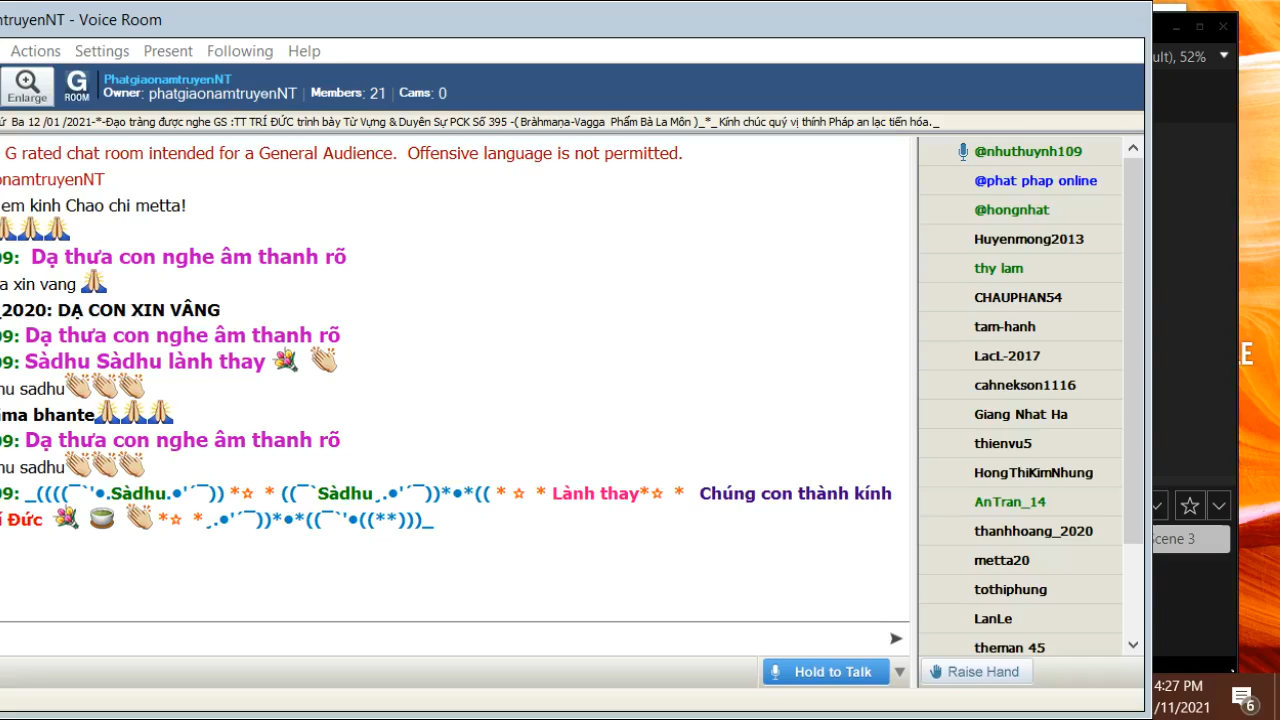 mtruyenNT - Voice Room
Actions Settings Present Following Help
Enlarge
G ROOM
PhatgiaonamtruyenNT
Owner: phatgiaonamtruyenNT | Members: 21 | Cams: 0
ứ Ba 12 /01 /2021-*-Đạo tràng được nghe GS :TT TRÍ ĐỨC trình bày Từ Vựng & Duyên Sự PCK Số 395 -( Bràhmaṇa-Vagga Phẩm Bà La Môn )_*_ Kính chúc quý vị thính Pháp an lạc tiến hóa._
G rated chat room intended for a General Audience. Offensive language is not permitted.
onamtruyenNT
em kinh Chao chi metta!
🙏🙏🙏
09: Dạ thưa con nghe âm thanh rõ
a xin vang 🙏
_2020: DẠ CON XIN VÂNG
09: Dạ thưa con nghe âm thanh rõ
09: Sàdhu Sàdhu lành thay 💐 👏
hu sadhu👏👏👏
ima bhante🙏🙏🙏
09: Dạ thưa con nghe âm thanh rõ
hu sadhu👏👏👏
09: _((((¯`'•.Sàdhu.•'´¯)) *☆ * ((¯`Sàdhu¸.•'´¯))*•*(( * ☆ * Lành thay*☆ * Chúng con thành kính
í Đức 💐 🍵 👏 *☆ *¸.•'´¯))*•*((¯`'•((**)))_
Hold to Talk
@nhuthuynh109
@phat phap online
@hongnhat
Huyenmong2013
thy lam
CHAUPHAN54
tam-hanh
LacL-2017
cahnekson1116
Giang Nhat Ha
thienvu5
HongThiKimNhung
AnTran_14
thanhhoang_2020
metta20
tothiphung
LanLe
theman 45
Raise Hand
ult), 52%
LE
Scene 3
4:27 PM
/11/2021
6